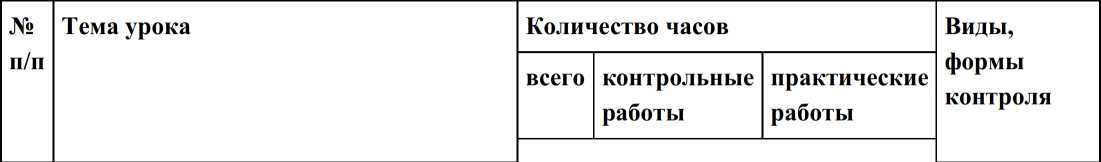 №
п/п
Тема урока
Количество часов
всего
контрольные
работы
практические
работы
Виды,
формы
контроля